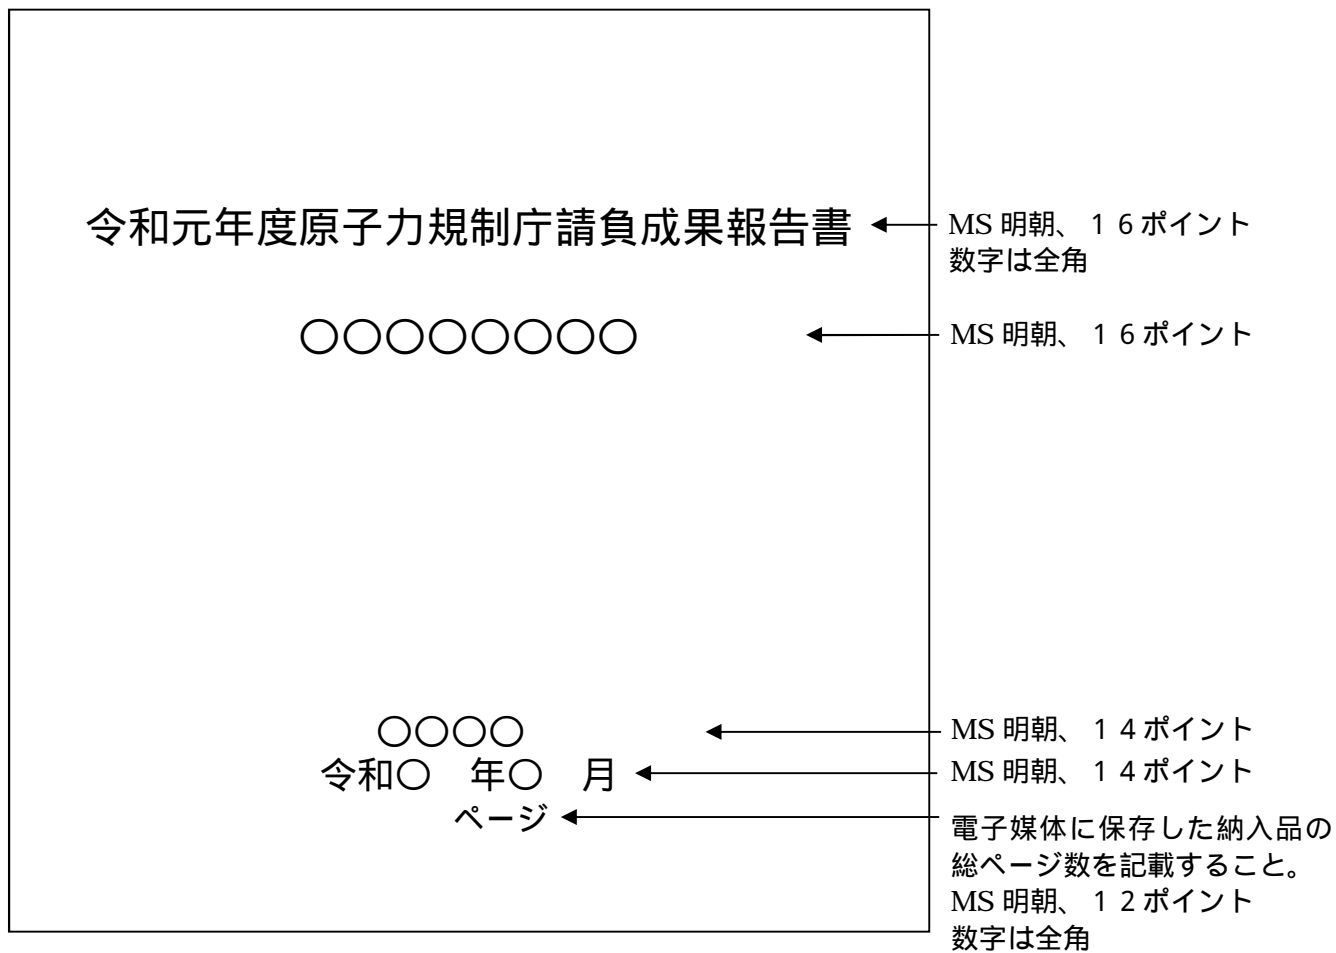 令和元年度原子力規制庁請負成果報告書
MS 明朝、１６ポイント
数字は全角
○○○○○○○○
MS 明朝、１６ポイント
○○○○
MS 明朝、１４ポイント
令和○　年○　月
MS 明朝、１４ポイント
ページ
電子媒体に保存した納入品の
総ページ数を記載すること。
MS 明朝、１２ポイント
数字は全角